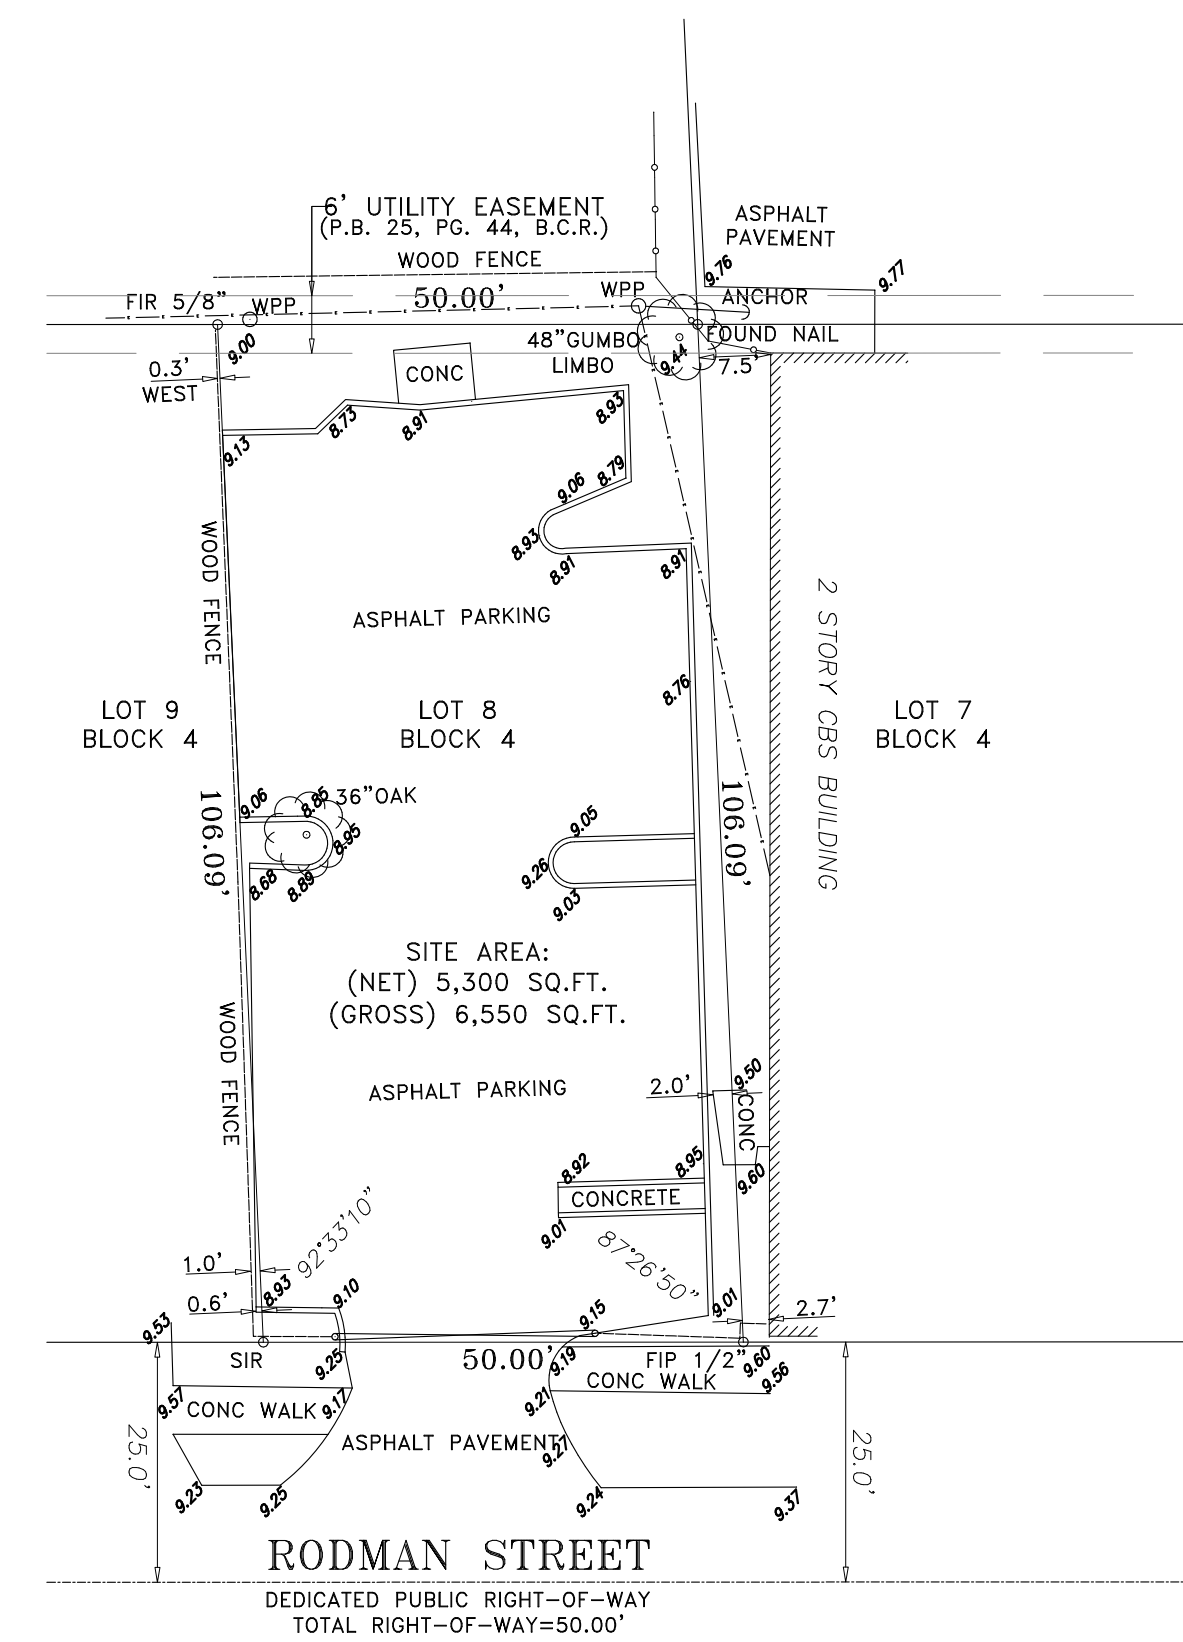 6' UTILITY EASEMENT
(P.B. 25, PG. 44, B.C.R.)
ASPHALT
PAVEMENT
WOOD FENCE
9.76
9.77
FIR 5/8"
WPP
50.00'
WPP
ANCHOR
FOUND NAIL
9.00
48"GUMBO
LIMBO
9.44
7.5'
0.3'
WEST
CONC
9.13
8.73
8.91
8.93
8.79
9.06
8.93
8.91
8.91
WOOD FENCE
ASPHALT PARKING
2 STORY CBS BUILDING
8.76
LOT 9
BLOCK 4
LOT 8
BLOCK 4
LOT 7
BLOCK 4
106.09'
9.06
8.85
36"OAK
8.95
8.68
8.89
9.05
9.26
9.03
106.09'
SITE AREA:
(NET) 5,300 SQ.FT.
(GROSS) 6,550 SQ.FT.
WOOD FENCE
ASPHALT PARKING
2.0'
9.50
CONC
9.60
8.92
8.95
CONCRETE
9.01
92°33'10"
87°26'50"
1.0'
0.6'
8.93
9.10
9.15
9.01
2.7'
9.53
SIR
9.25
50.00'
9.19
FIP 1/2"
9.60
9.56
9.57
CONC WALK
9.17
9.21
CONC WALK
25.0'
ASPHALT PAVEMENT
9.27
25.0'
9.23
9.25
9.24
9.37
RODMAN STREET
DEDICATED PUBLIC RIGHT-OF-WAY
TOTAL RIGHT-OF-WAY=50.00'